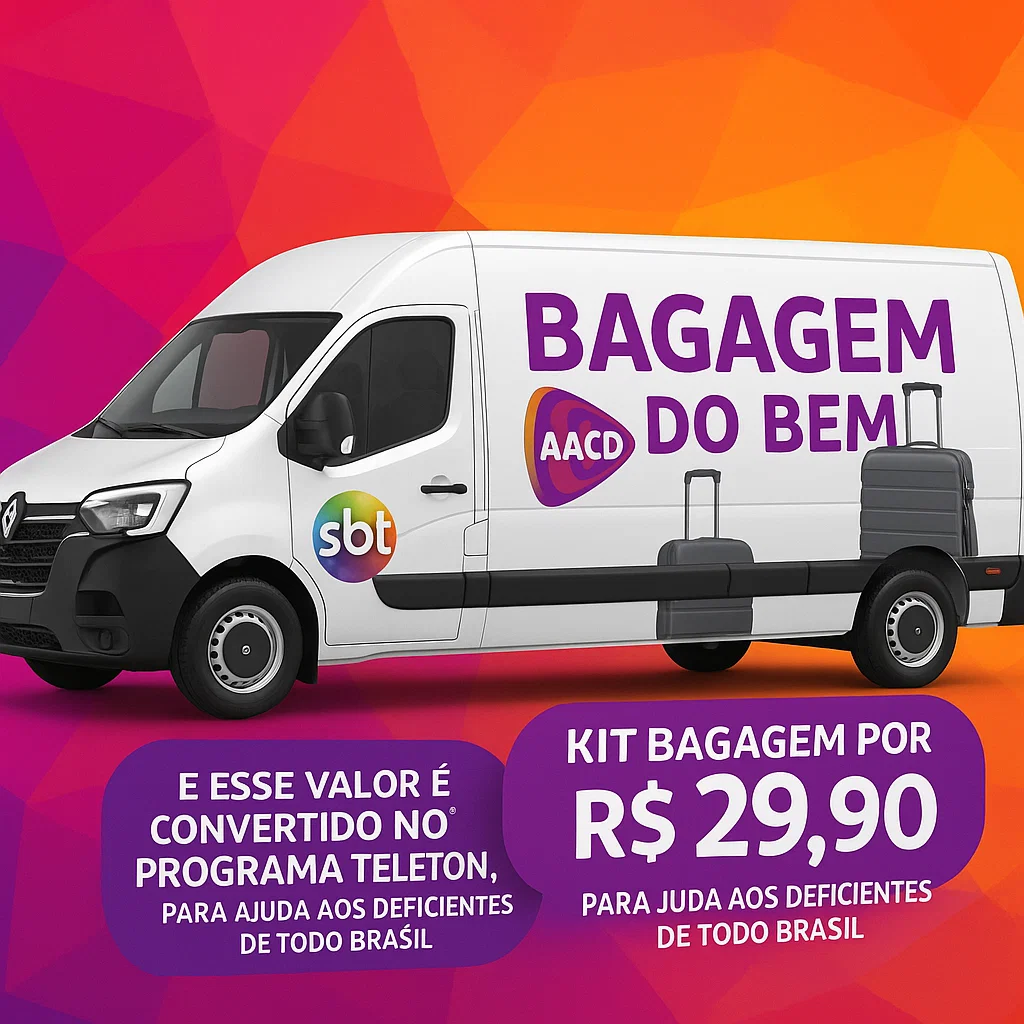 BAGAGEM
DO BEM
AACD
sbt
E ESSE VALOR É
CONVERTIDO NO®
PROGRAMA TELETON,
PARA AJUDA AOS DEFICIENTES
DE TODO BRAŚIL
KIT BAGAGEM POR
R$ 29,90
PARA JUDA AOS DEFICIENTES
DE TODO BRASIL